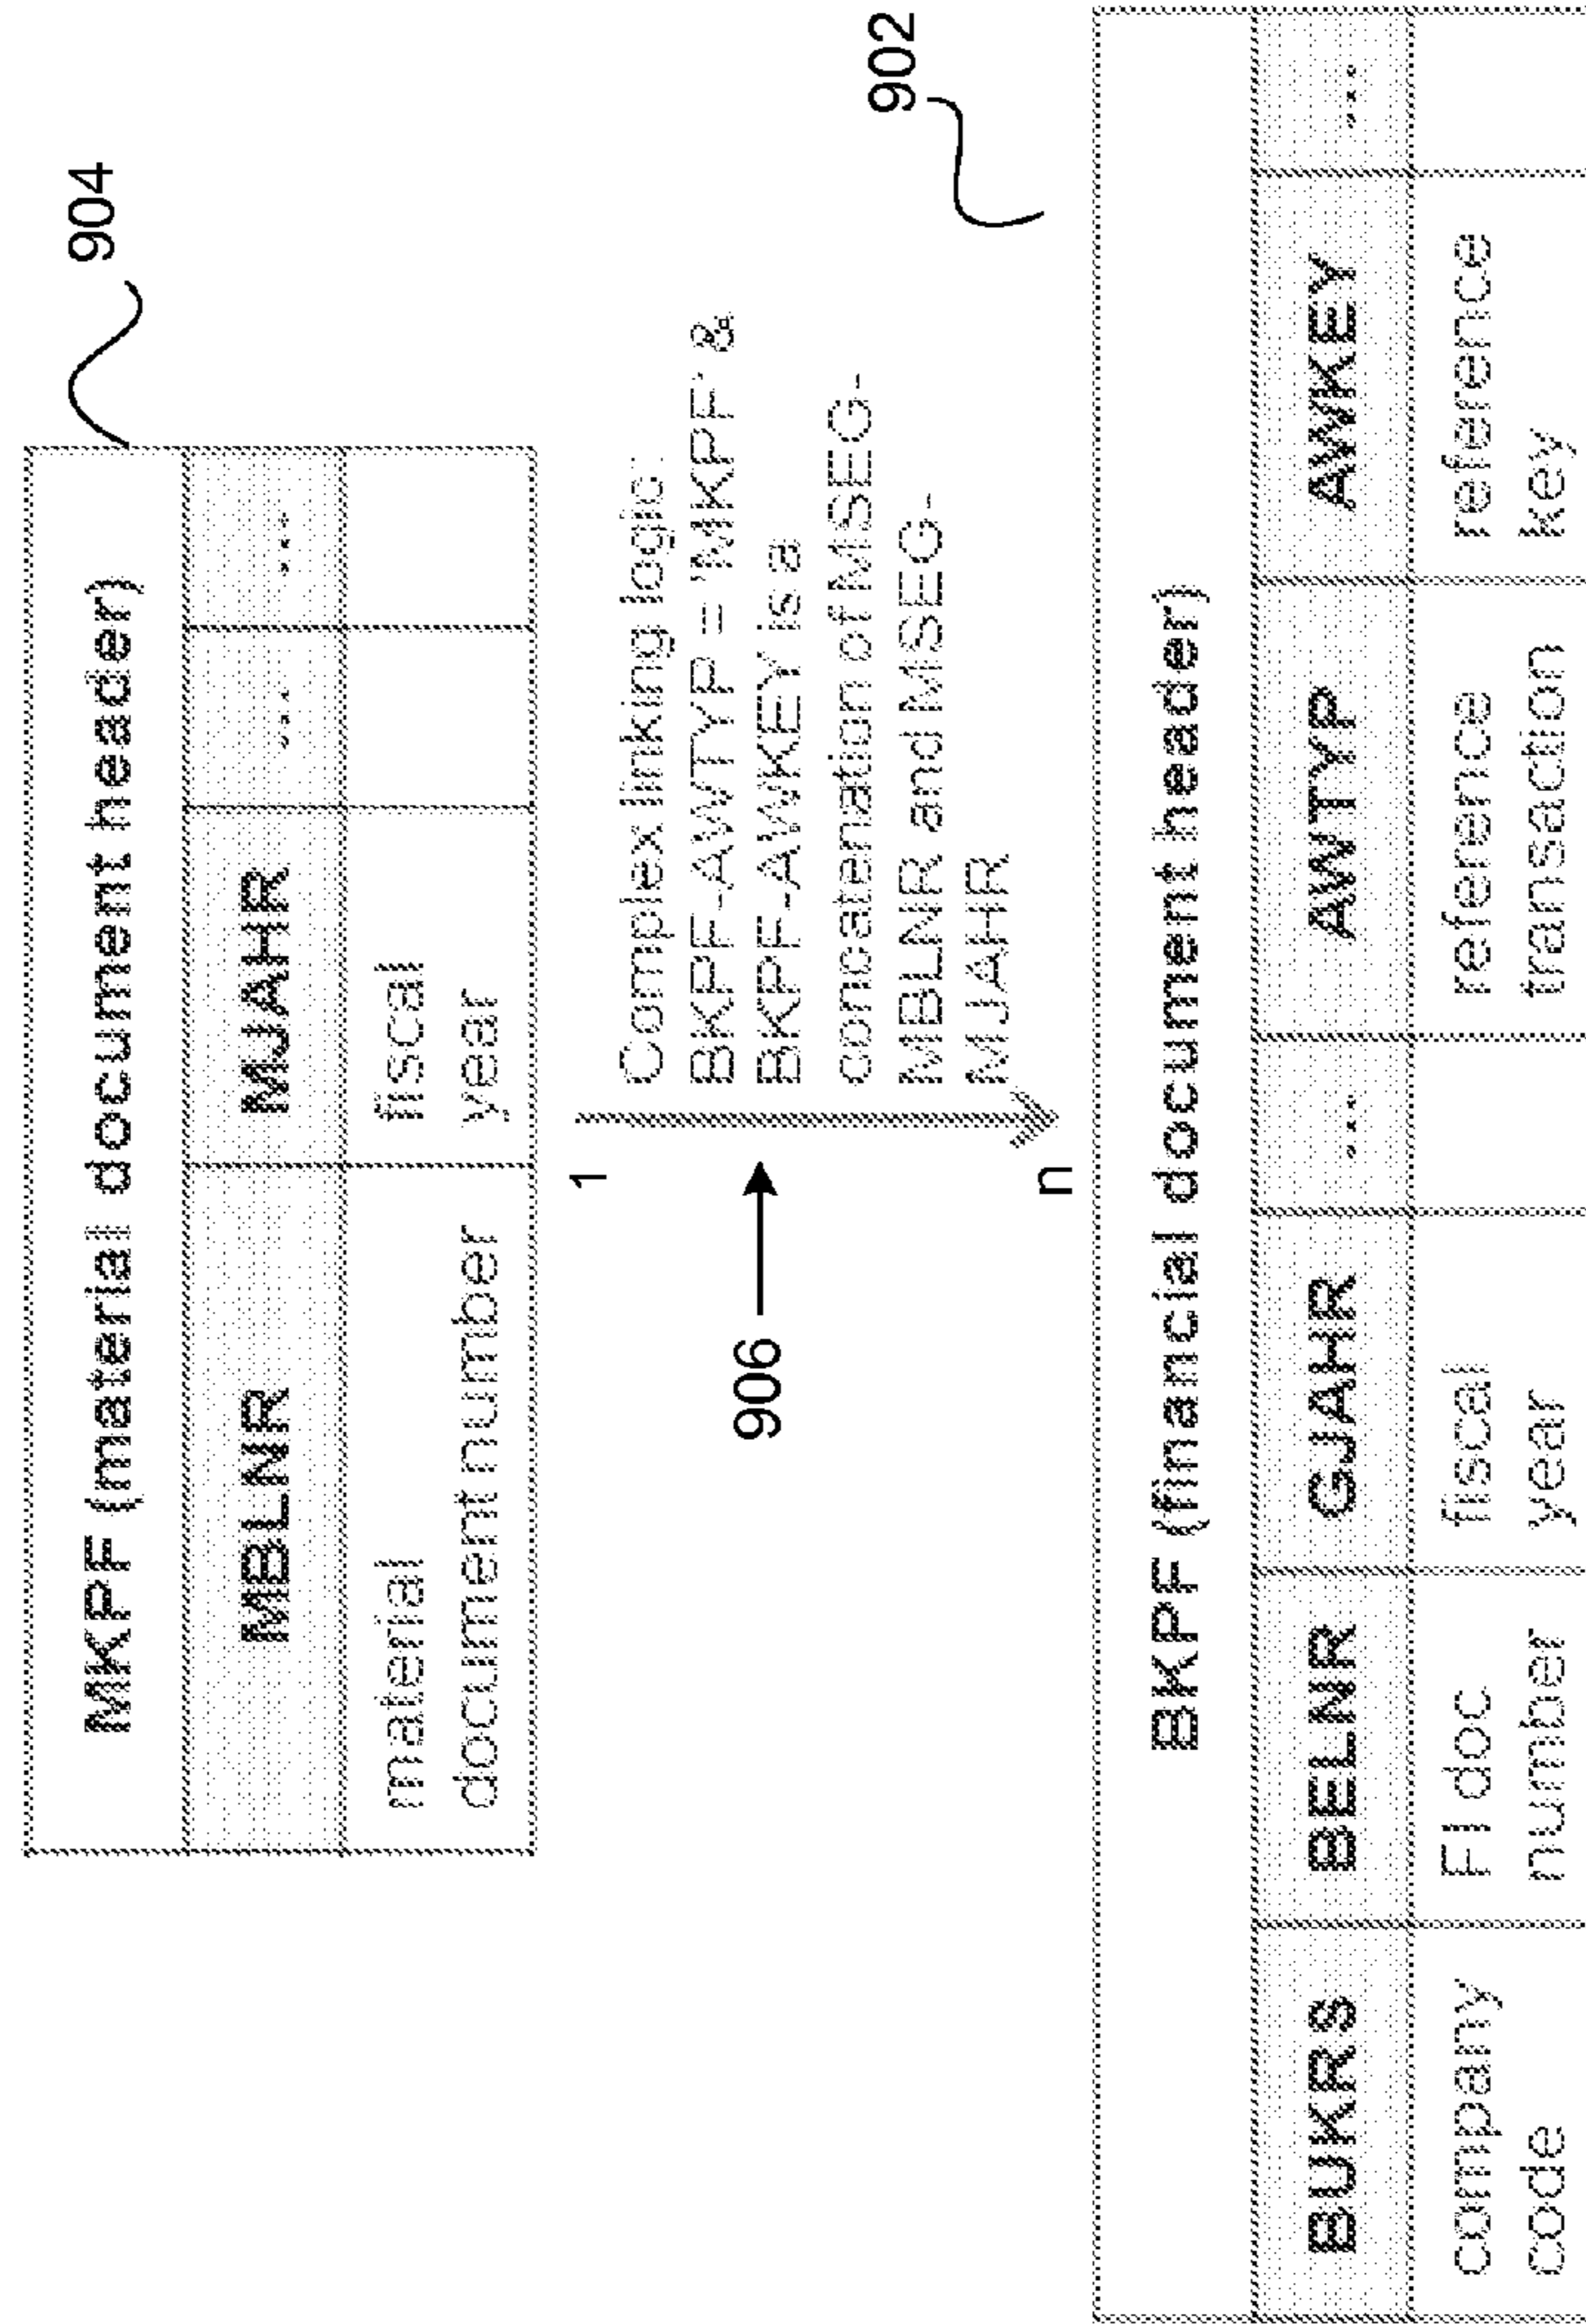 904
MKPF (material document header)
MBLNR MJAHR ... ...
material fiscal
document number year
1
Complex linking logic:
BKPF-AWTYP = 'MKPF' &
BKPF-AWKEY is a
concatenation of MSEG-
MBLNR and MSEG-
MJAHR
906
n
902
BKPF (financial document header)
BUKRS BELNR GJAHR ... AWTYP AWKEY ...
company FI doc fiscal reference reference
code number year transaction key